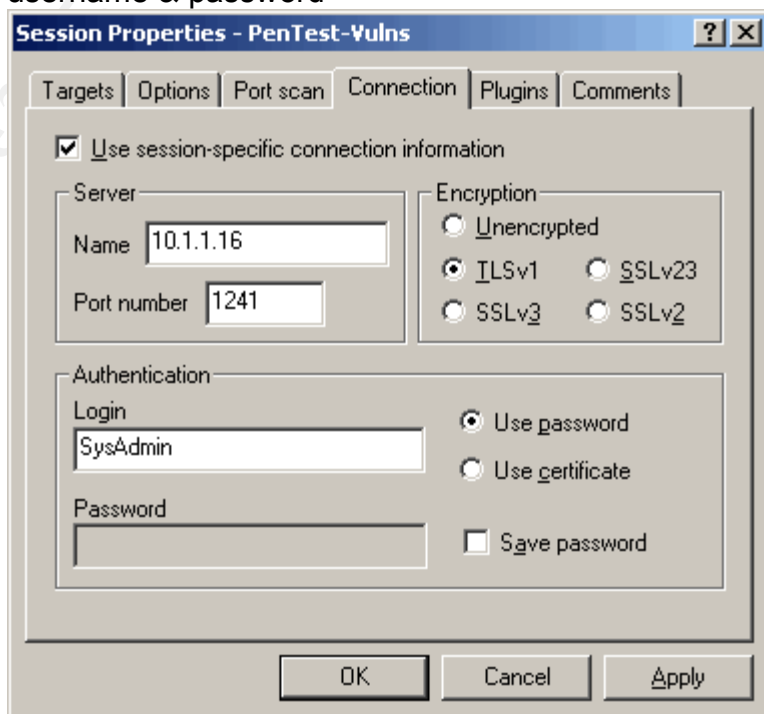 username & password
Session Properties - PenTest-Vulns
Targets Options Port scan Connection Plugins Comments
Use session-specific connection information
Server
Name 10.1.1.16
Port number 1241
Encryption
Unencrypted
TLSv1 SSLv23
SSLv3 SSLv2
Authentication
Login
SysAdmin
Password
Use password
Use certificate
Save password
OK Cancel Apply